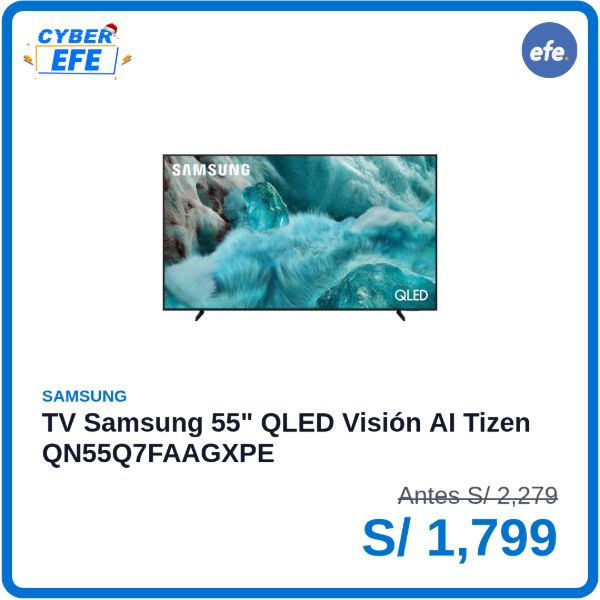 CYBER
EFE
efe.
SAMSUNG
QLED
SAMSUNG
TV Samsung 55" QLED Visión AI Tizen
QN55Q7FAAGXPE
Antes S/ 2,279
S/ 1,799